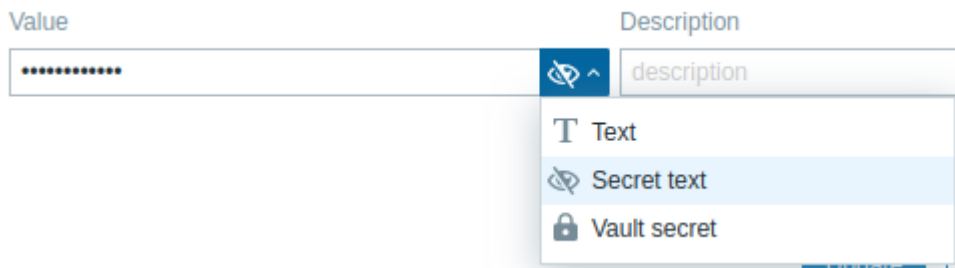 Value
Description
••••••••••••
description
Text
Secret text
Vault secret